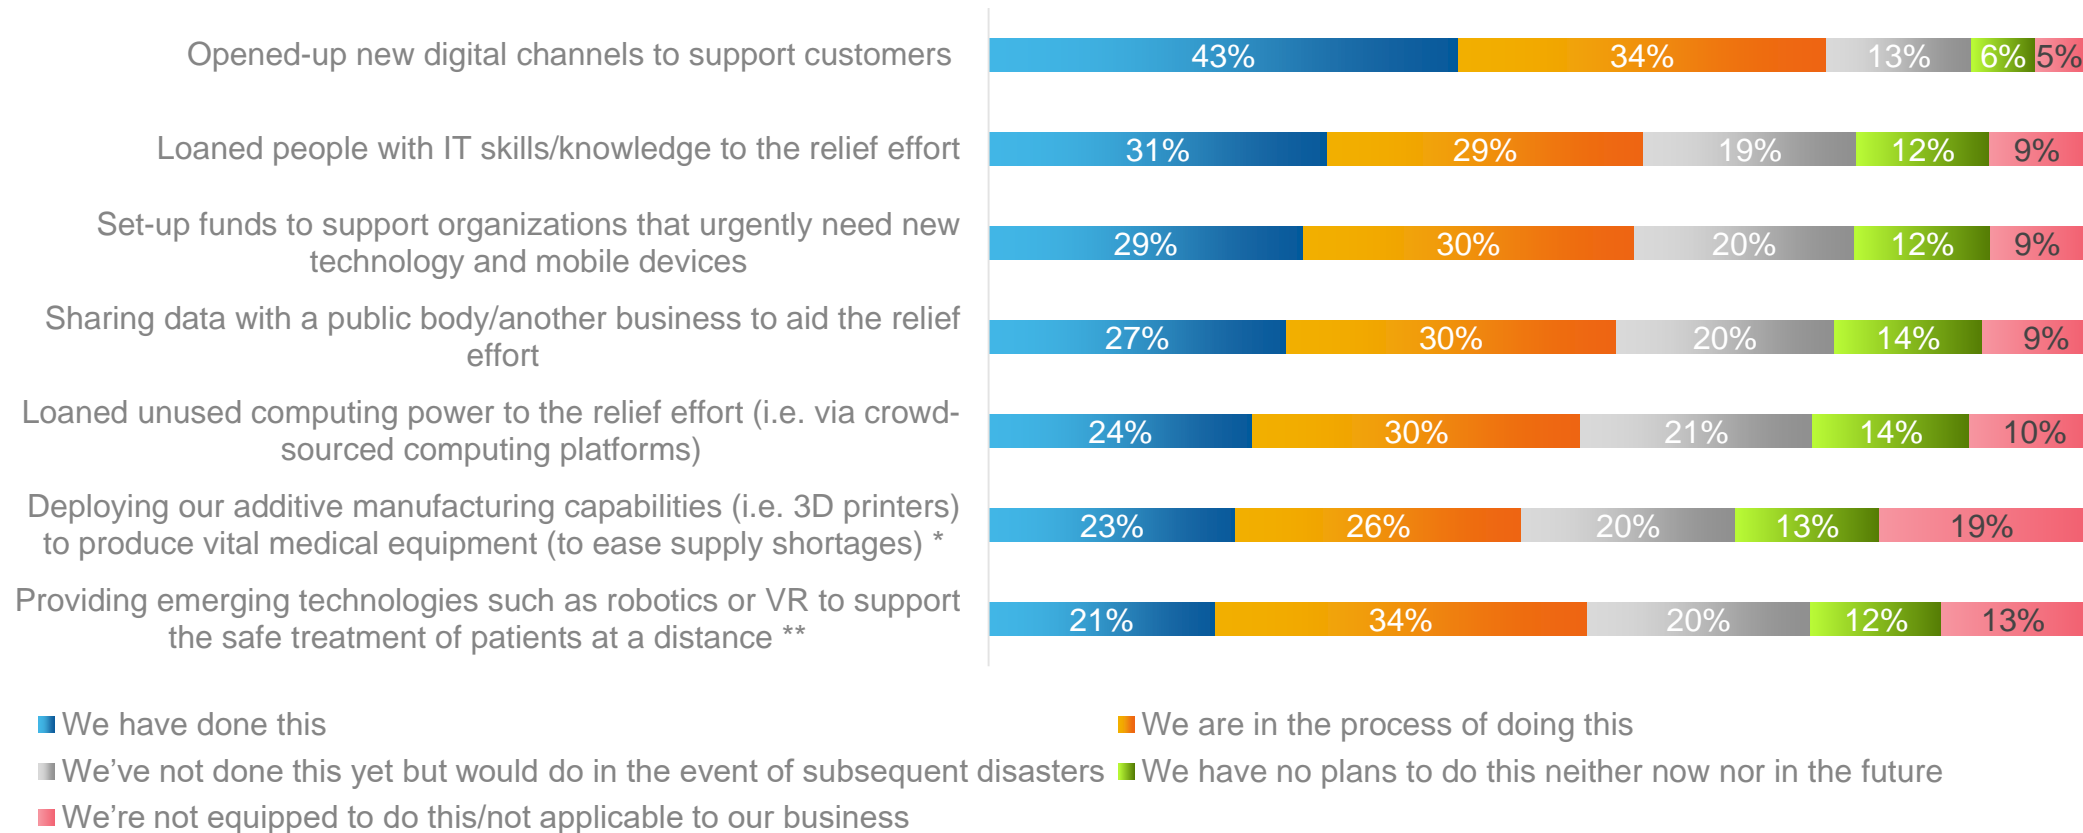 Opened-up new digital channels to support customers
43% 34% 13% 6% 5%
Loaned people with IT skills/knowledge to the relief effort
31% 29% 19% 12% 9%
Set-up funds to support organizations that urgently need new
technology and mobile devices
29% 30% 20% 12% 9%
Sharing data with a public body/another business to aid the relief
effort
27% 30% 20% 14% 9%
Loaned unused computing power to the relief effort (i.e. via crowd-
sourced computing platforms)
24% 30% 21% 14% 10%
Deploying our additive manufacturing capabilities (i.e. 3D printers)
to produce vital medical equipment (to ease supply shortages) *
23% 26% 20% 13% 19%
Providing emerging technologies such as robotics or VR to support
the safe treatment of patients at a distance **
21% 34% 20% 12% 13%
We have done this
We are in the process of doing this
We’ve not done this yet but would do in the event of subsequent disasters
We have no plans to do this neither now nor in the future
We’re not equipped to do this/not applicable to our business